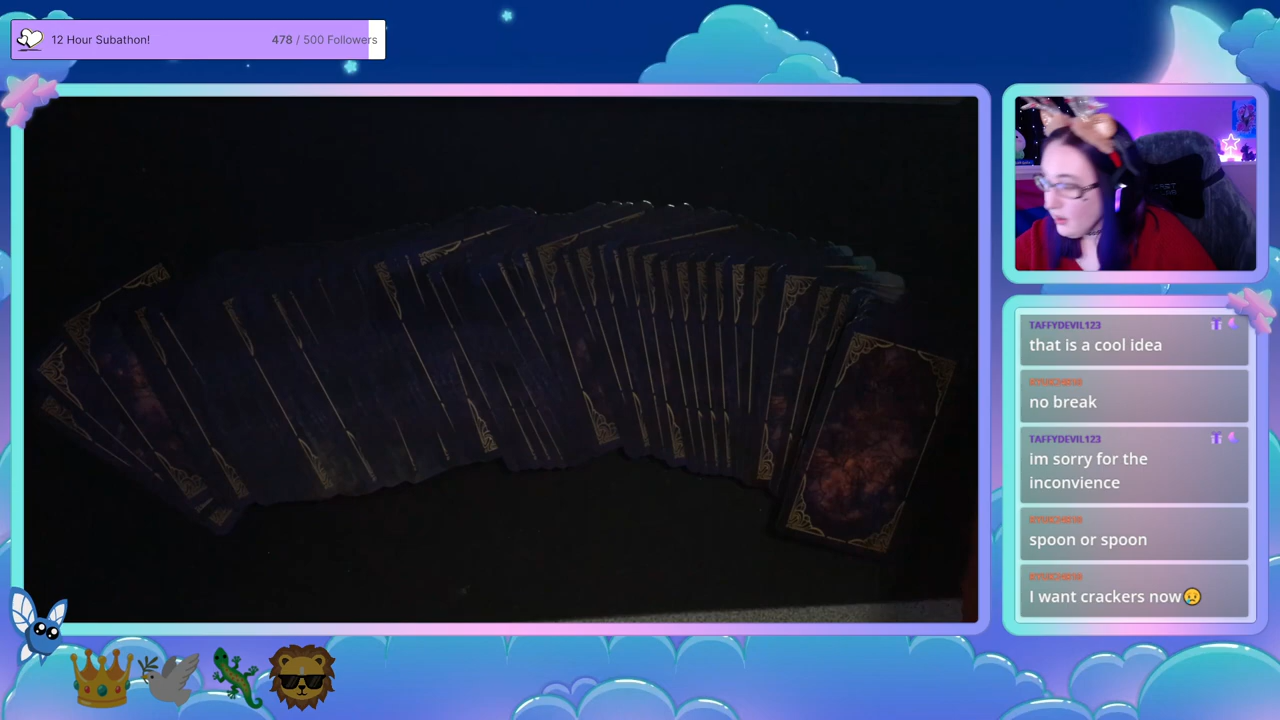 12 Hour Subathon!
478 / 500 Followers
TAFFYDEVIL123
that is a cool idea
no break
TAFFYDEVIL123
im sorry for the
inconvience
spoon or spoon
I want crackers now😥